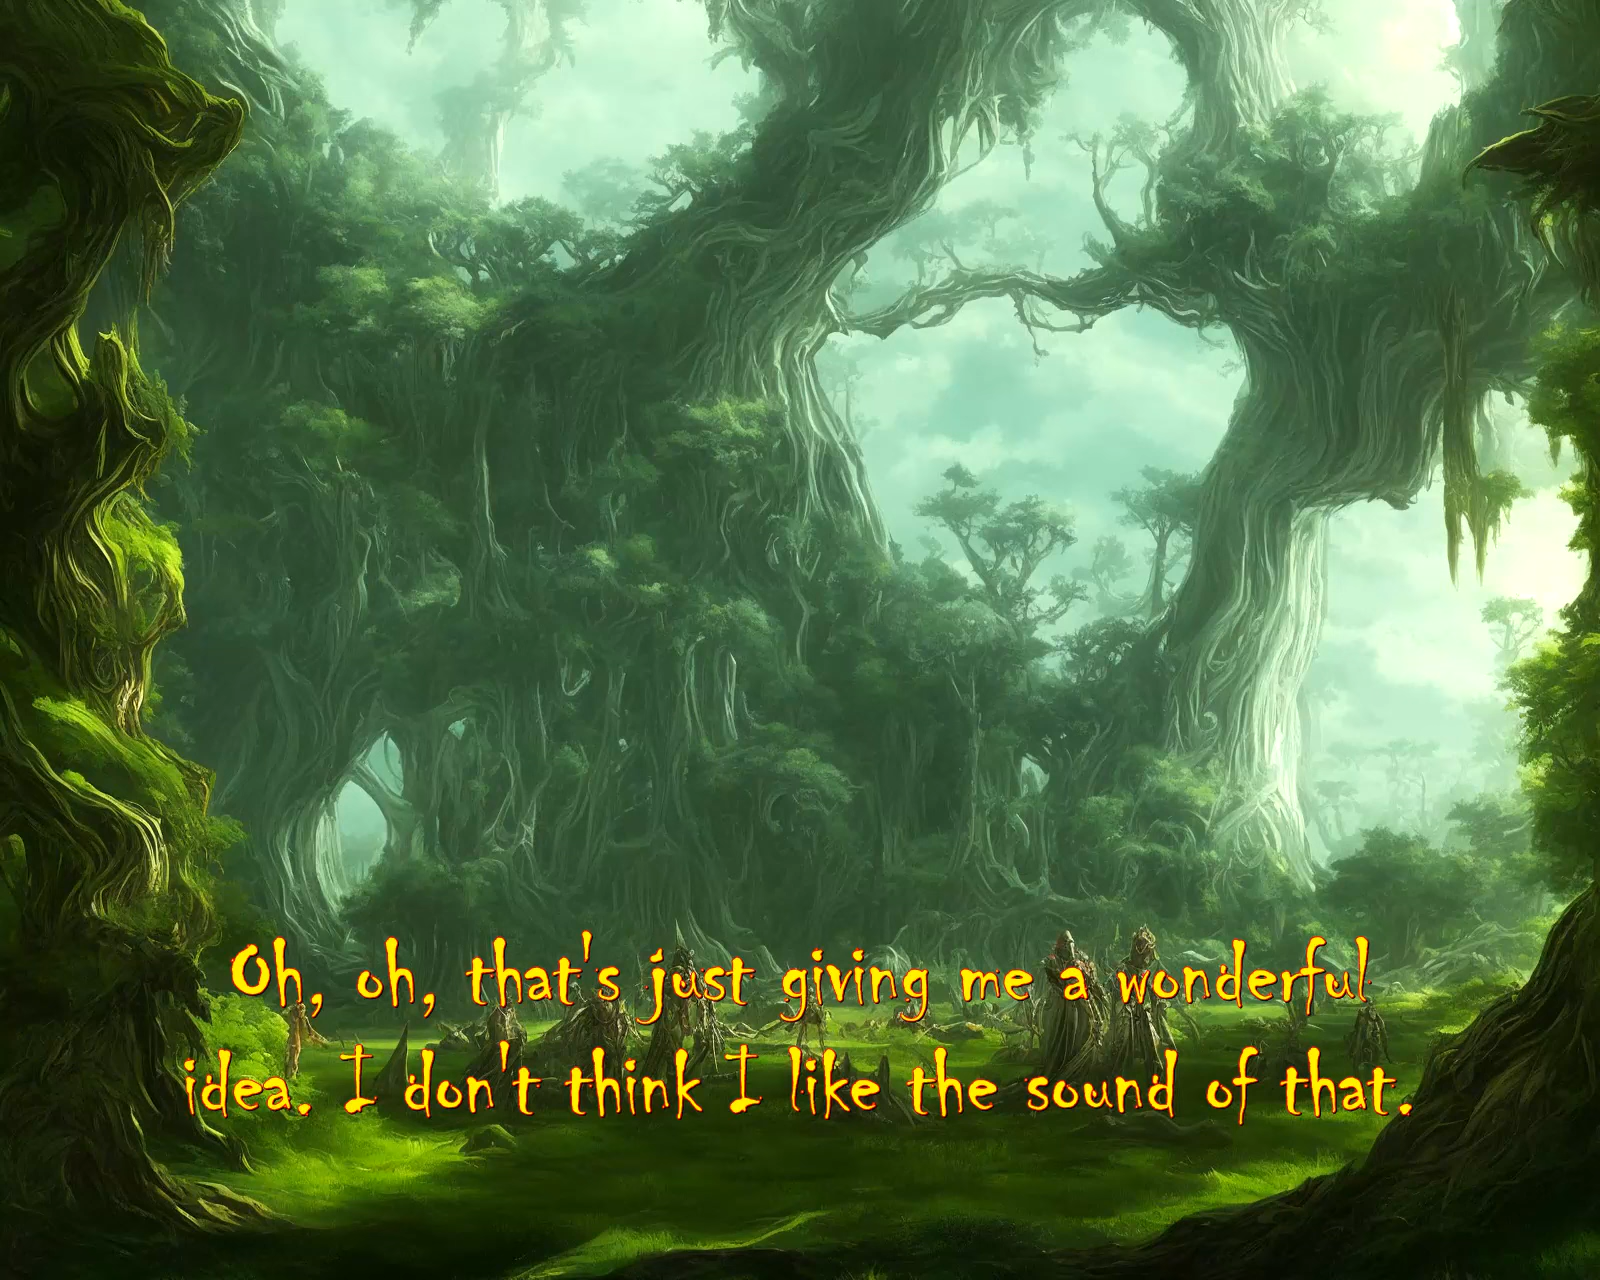 Oh, oh, that's just giving me a wonderful
idea. I don't think I like the sound of that.